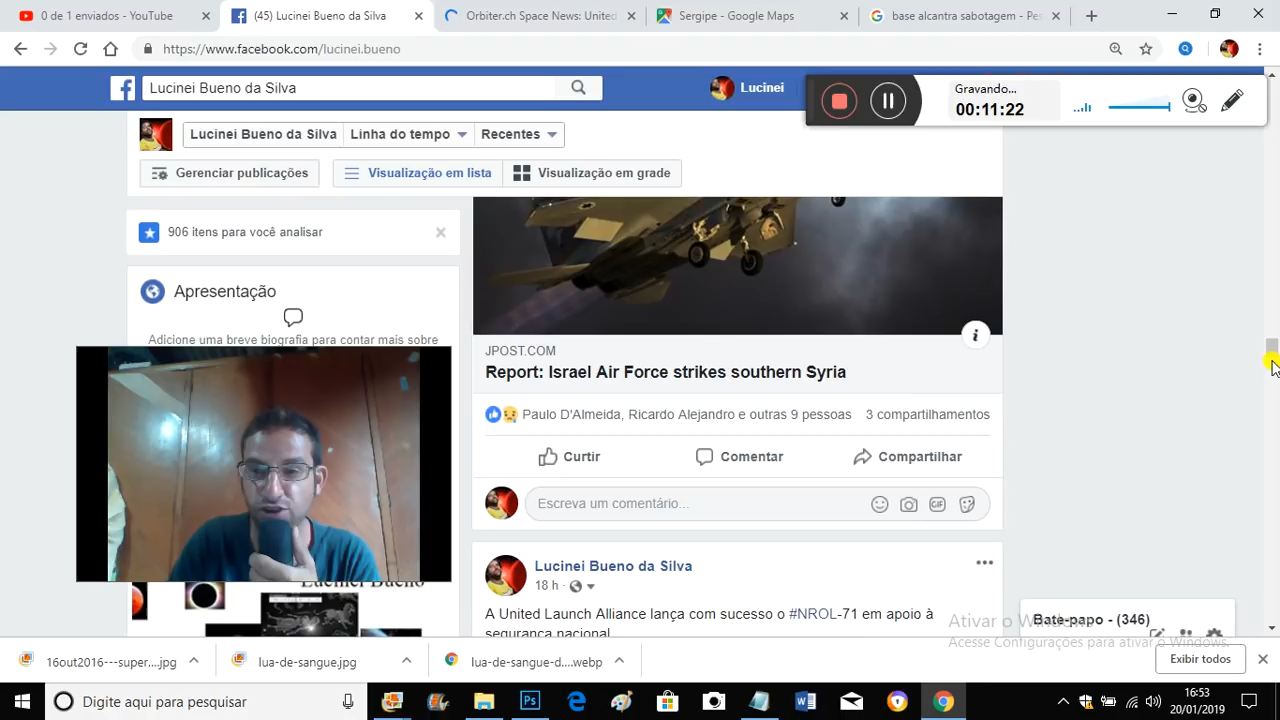 0 de 1 enviados - YouTube
(45) Lucinei Bueno da Silva
Orbiter.ch Space News: United
Sergipe - Google Maps
base alcantra sabotagem - Pes
https://www.facebook.com/lucinei.bueno
Lucinei Bueno da Silva
Lucinei
Gravando...
00:11:22
Lucinei Bueno da Silva
Linha do tempo
Recentes
Gerenciar publicações
Visualização em lista
Visualização em grade
906 itens para você analisar
Apresentação
Adicione uma breve biografia para contar mais sobre
JPOST.COM
Report: Israel Air Force strikes southern Syria
Paulo D'Almeida, Ricardo Alejandro e outras 9 pessoas
3 compartilhamentos
Curtir
Comentar
Compartilhar
Escreva um comentário...
GIF
Lucinei Bueno da Silva
18 h ·
A United Launch Alliance lança com sucesso o #NROL-71 em apoio à
segurança nacional
Lucinei Bueno
Bate-papo - (346)
Ativar o Windows
Acesse Configurações para ativar o Windows.
16out2016---super....jpg
lua-de-sangue.jpg
lua-de-sangue-d....webp
Exibir todos
Digite aqui para pesquisar
16:53
20/01/2019